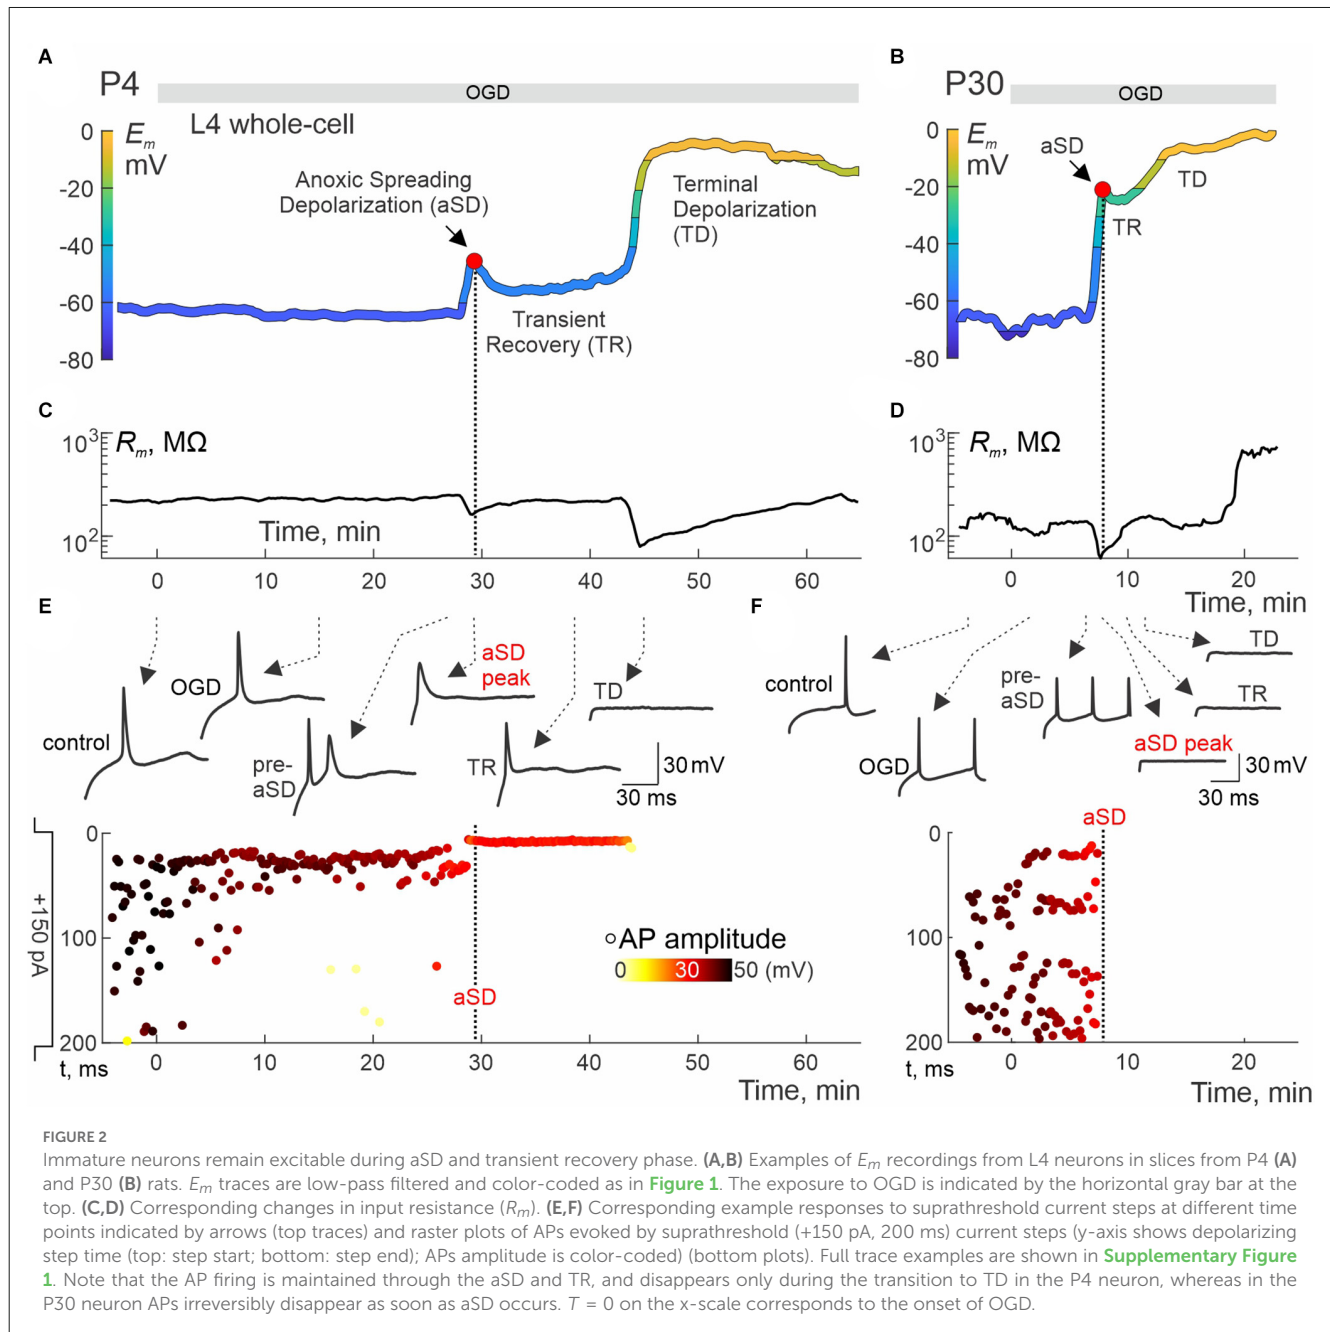 A
P4
OGD
L4 whole-cell
0
-20
-40
-60
-80
Em
mV
Anoxic Spreading
Depolarization (aSD)
Transient
Recovery (TR)
Terminal
Depolarization
(TD)
B
P30
OGD
0
-20
-40
-60
-80
Em
mV
aSD
TR
TD
C
10³
10²
Rm, MΩ
Time, min
0 10 20 30 40 50 60
D
10³
10²
Rm, MΩ
0 10 20
Time, min
E
control
OGD
pre-
aSD
aSD
peak
TR
TD
30 mV
30 ms
+150 pA
0
100
200
t, ms
AP amplitude
0 30 50 (mV)
aSD
0 10 20 30 40 50 60
Time, min
F
control
OGD
pre-
aSD
TD
TR
aSD peak
30 mV
30 ms
aSD
0
50
100
150
200
t, ms
0 10 20
Time, min
FIGURE 2
Immature neurons remain excitable during aSD and transient recovery phase. (A,B) Examples of Em recordings from L4 neurons in slices from P4 (A)
and P30 (B) rats. Em traces are low-pass filtered and color-coded as in Figure 1. The exposure to OGD is indicated by the horizontal gray bar at the
top. (C,D) Corresponding changes in input resistance (Rm). (E,F) Corresponding example responses to suprathreshold current steps at different time
points indicated by arrows (top traces) and raster plots of APs evoked by suprathreshold (+150 pA, 200 ms) current steps (y-axis shows depolarizing
step time (top: step start; bottom: step end); APs amplitude is color-coded) (bottom plots). Full trace examples are shown in Supplementary Figure
1. Note that the AP firing is maintained through the aSD and TR, and disappears only during the transition to TD in the P4 neuron, whereas in the
P30 neuron APs irreversibly disappear as soon as aSD occurs. T = 0 on the x-scale corresponds to the onset of OGD.